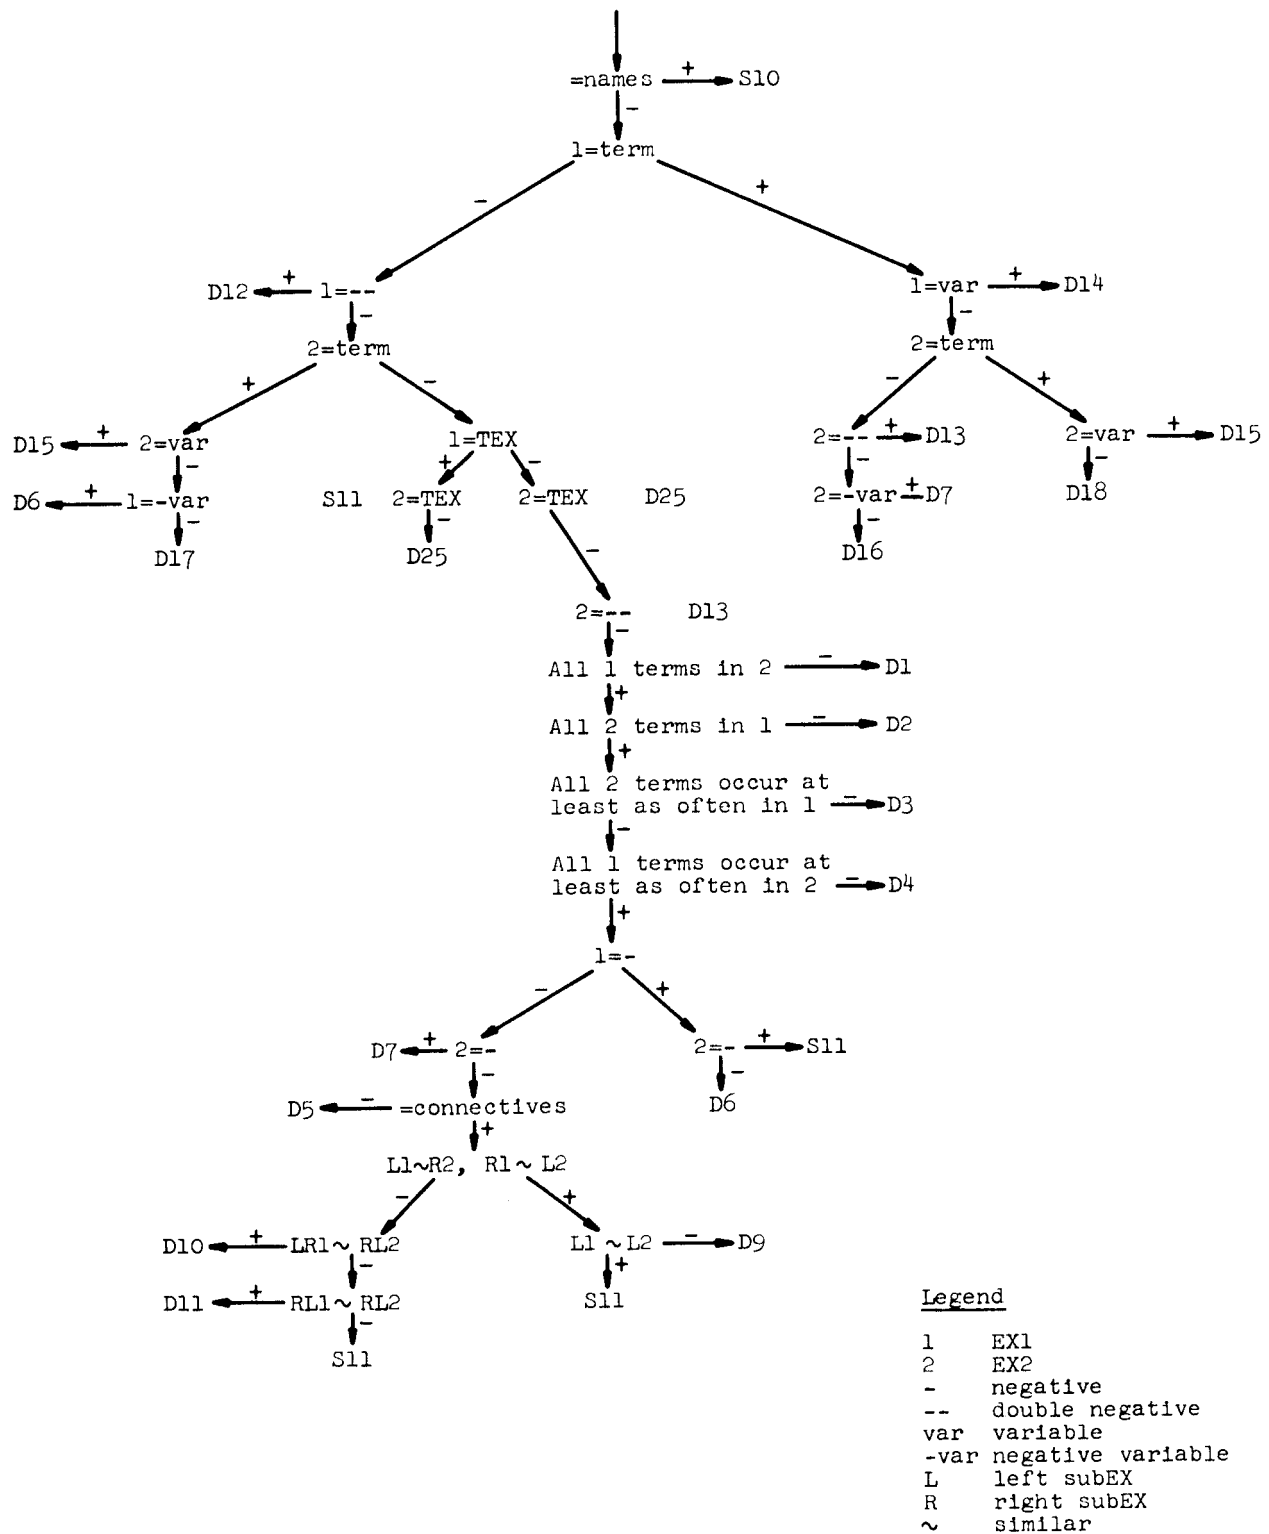 =names + S10
-
1=term
- +
D12 + 1=-- 1=var + D14
- -
2=term 2=term
+ - - +
D15 + 2=var 1=TEX 2=-- + D13 2=var + D15
- + - - -
D6 + 1=-var S11 2=TEX 2=TEX D25 2=-var + D7 D18
- - - -
D17 D25 D16
2=-- D13
-
All 1 terms in 2 - D1
+
All 2 terms in 1 - D2
+
All 2 terms occur at
least as often in 1 - D3
-
All 1 terms occur at
least as often in 2 - D4
+
1=-
- +
D7 + 2=- 2=- + S11
- -
D5 - =connectives D6
+
L1~R2, R1~L2
- +
D10 + LR1~RL2 L1~L2 - D9
- +
D11 + RL1~RL2 S11
-
S11
Legend
1 EX1
2 EX2
- negative
-- double negative
var variable
-var negative variable
L left subEX
R right subEX
~ similar